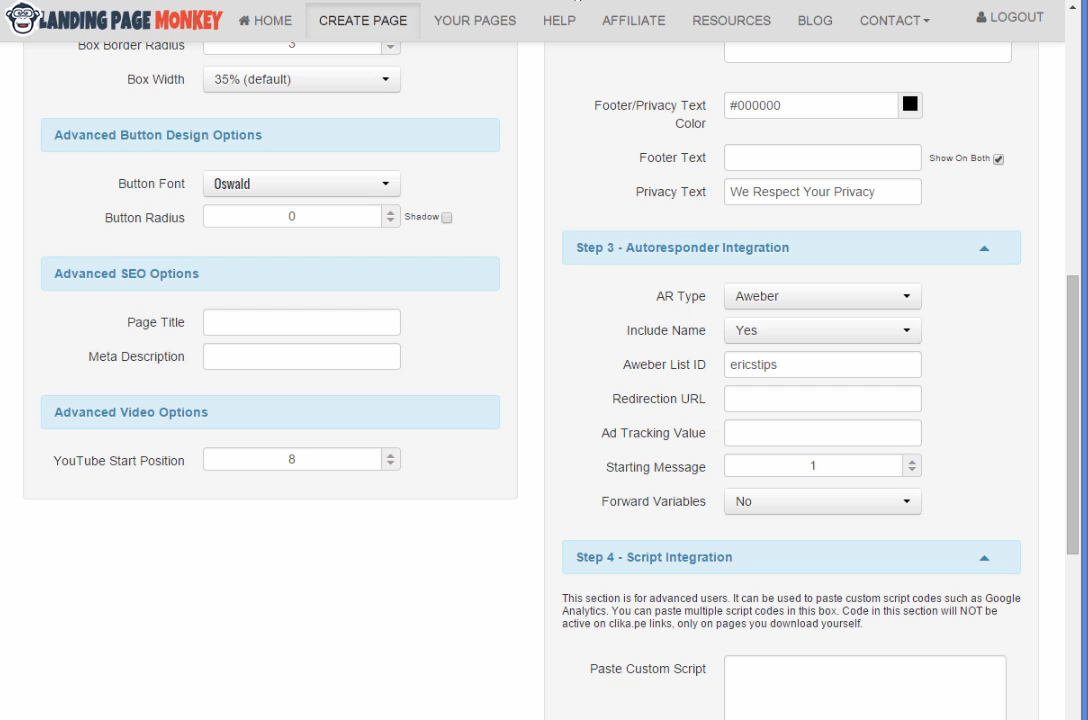 LANDING PAGE MONKEY
HOME
CREATE PAGE
YOUR PAGES
HELP
AFFILIATE
RESOURCES
BLOG
CONTACT
LOGOUT
Box Border Radius 3
Box Width 35% (default)
Advanced Button Design Options
Button Font Oswald
Button Radius 0 Shadow
Advanced SEO Options
Page Title
Meta Description
Advanced Video Options
YouTube Start Position 8
Footer/Privacy Text #000000
Color
Footer Text Show On Both
Privacy Text We Respect Your Privacy
Step 3 - Autoresponder Integration
AR Type Aweber
Include Name Yes
Aweber List ID ericstips
Redirection URL
Ad Tracking Value
Starting Message 1
Forward Variables No
Step 4 - Script Integration
This section is for advanced users. It can be used to paste custom script codes such as Google
Analytics. You can paste multiple script codes in this box. Code in this section will NOT be
active on clika.pe links, only on pages you download yourself.
Paste Custom Script